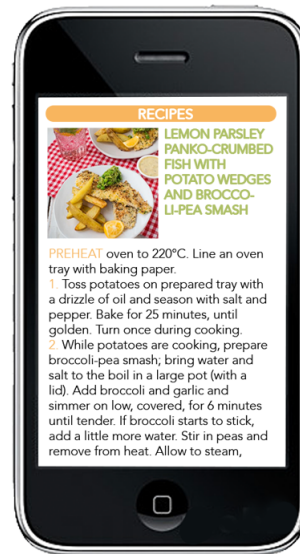 RECIPES
LEMON PARSLEY
PANKO-CRUMBED
FISH WITH
POTATO WEDGES
AND BROCCO-
LI-PEA SMASH
PREHEAT oven to 220°C. Line an oven
tray with baking paper.
1. Toss potatoes on prepared tray with
a drizzle of oil and season with salt and
pepper. Bake for 25 minutes, until
golden. Turn once during cooking.
2. While potatoes are cooking, prepare
broccoli-pea smash; bring water and
salt to the boil in a large pot (with a
lid). Add broccoli and garlic and
simmer on low, covered, for 6 minutes
until tender. If broccoli starts to stick,
add a little more water. Stir in peas and
remove from heat. Allow to steam,